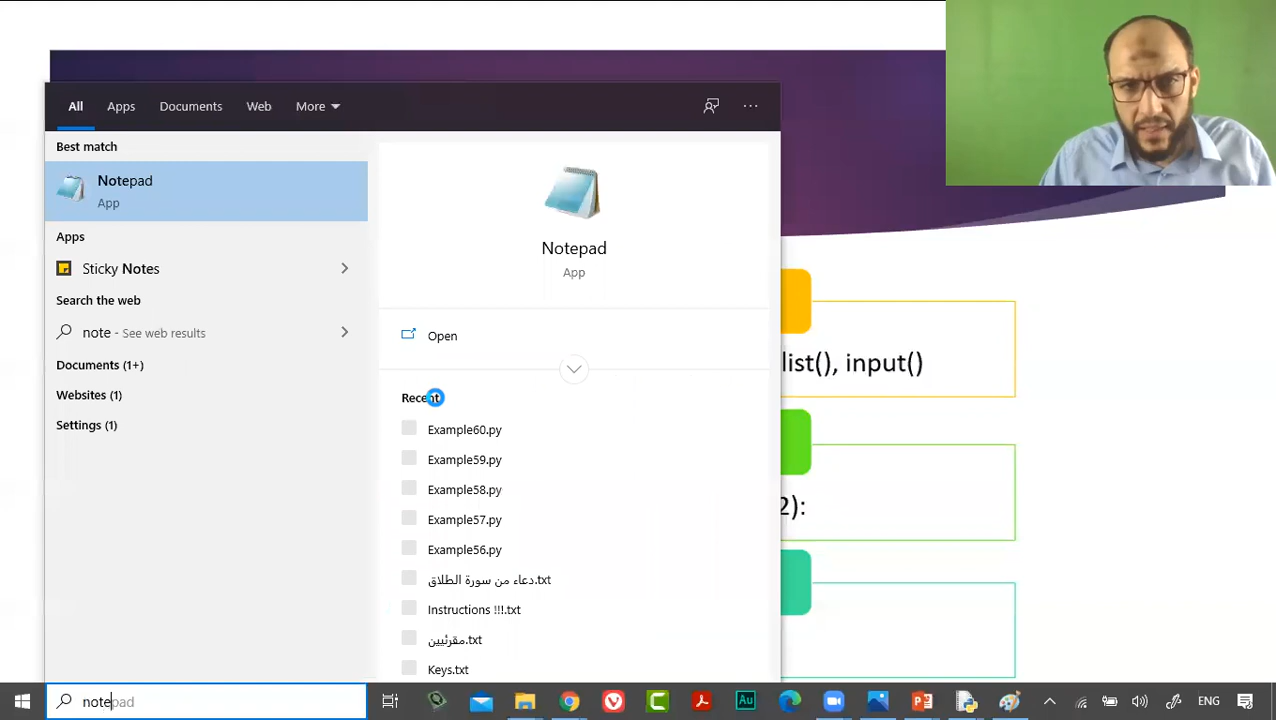 All Apps Documents Web More
Best match
Notepad
App
Apps
Sticky Notes
Search the web
note - See web results
Documents (1+)
Websites (1)
Settings (1)
Notepad
App
Open
Recent
Example60.py
Example59.py
Example58.py
Example57.py
Example56.py
دعاء من سورة الطلاق.txt
Instructions !!!.txt
مقرئيين.txt
Keys.txt
list(), input()
2):
notepad
Au
ENG